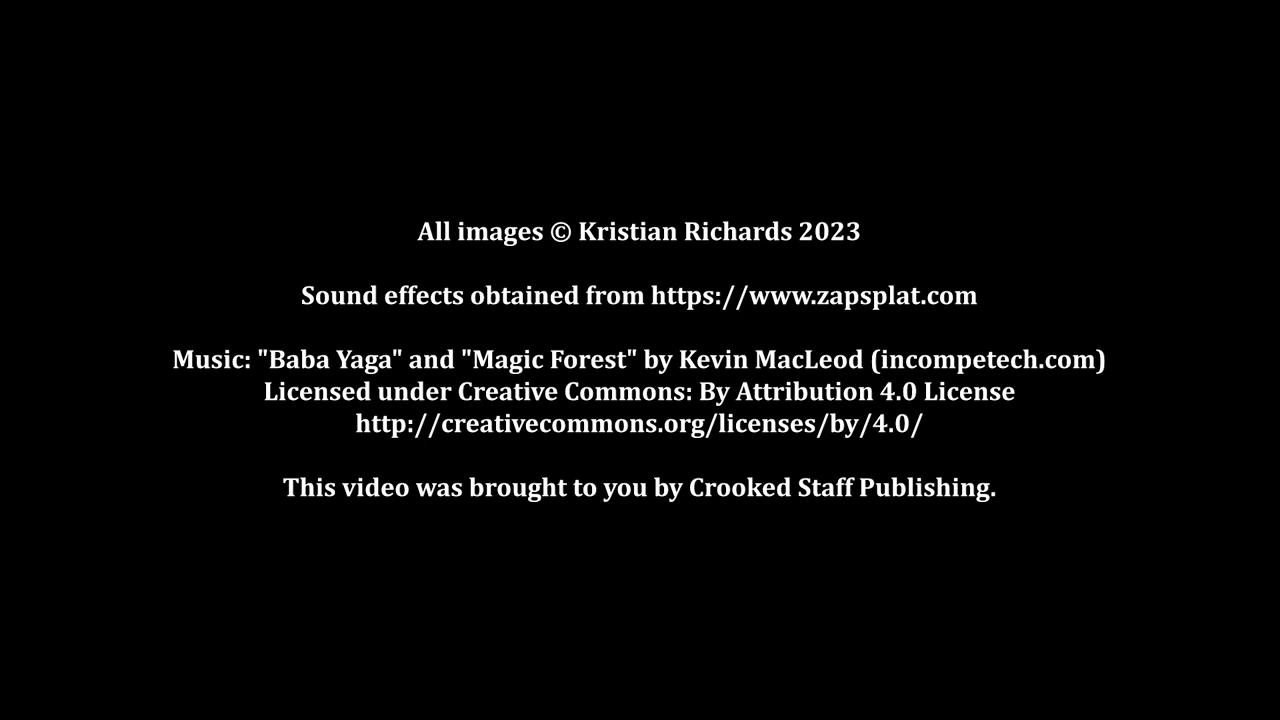 All images © Kristian Richards 2023
Sound effects obtained from https://www.zapsplat.com
Music: "Baba Yaga" and "Magic Forest" by Kevin MacLeod (incompetech.com)
Licensed under Creative Commons: By Attribution 4.0 License
http://creativecommons.org/licenses/by/4.0/
This video was brought to you by Crooked Staff Publishing.